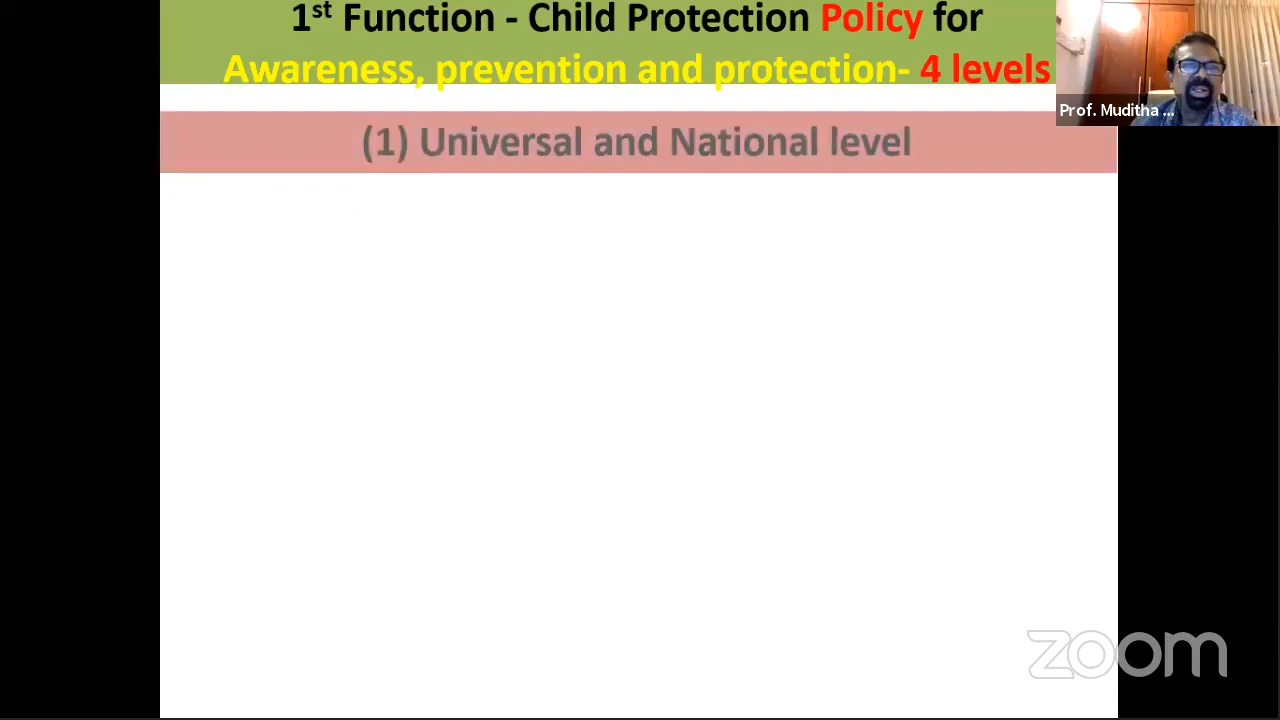 1st Function - Child Protection Policy for
Awareness, prevention and protection- 4 levels
Prof. Muditha ...
(1) Universal and National level
zoom